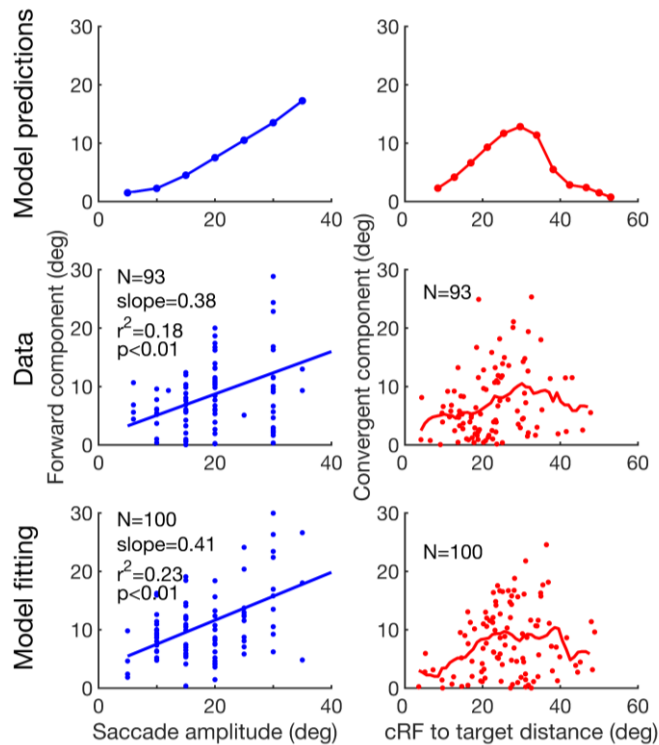 Model predictions
30
20
10
0
0
20
40
30
20
10
0
0
20
40
60
Data
Forward component (deg)
30
20
10
0
0
20
40
N=93
slope=0.38
r²=0.18
p<0.01
Convergent component (deg)
30
20
10
0
0
20
40
60
N=93
Model fitting
30
20
10
0
0
20
40
N=100
slope=0.41
r²=0.23
p<0.01
Saccade amplitude (deg)
30
20
10
0
0
20
40
60
N=100
cRF to target distance (deg)